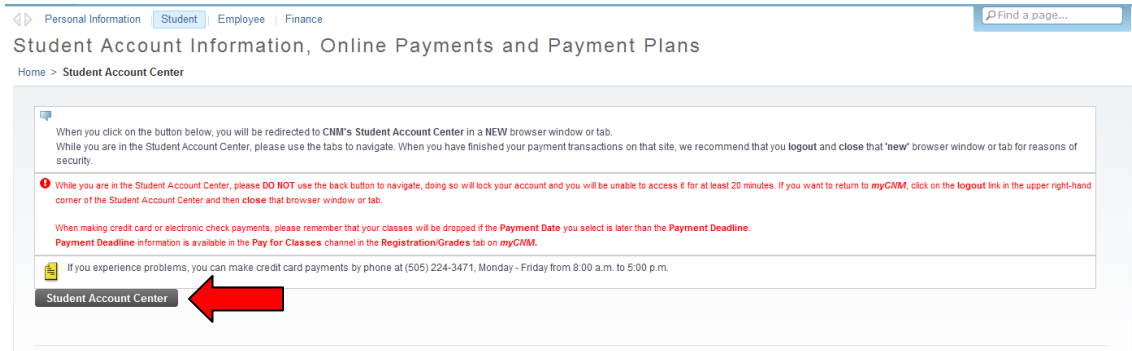 Personal Information | Student | Employee | Finance
Find a page...
Student Account Information, Online Payments and Payment Plans
Home > Student Account Center
When you click on the button below, you will be redirected to CNM's Student Account Center in a NEW browser window or tab.
While you are in the Student Account Center, please use the tabs to navigate. When you have finished your payment transactions on that site, we recommend that you logout and close that 'new' browser window or tab for reasons of
security.
While you are in the Student Account Center, please DO NOT use the back button to navigate, doing so will lock your account and you will be unable to access it for at least 20 minutes. If you want to return to myCNM, click on the logout link in the upper right-hand
corner of the Student Account Center and then close that browser window or tab.
When making credit card or electronic check payments, please remember that your classes will be dropped if the Payment Date you select is later than the Payment Deadline.
Payment Deadline information is available in the Pay for Classes channel in the Registration/Grades tab on myCNM.
If you experience problems, you can make credit card payments by phone at (505) 224-3471, Monday - Friday from 8:00 a.m. to 5:00 p.m.
Student Account Center